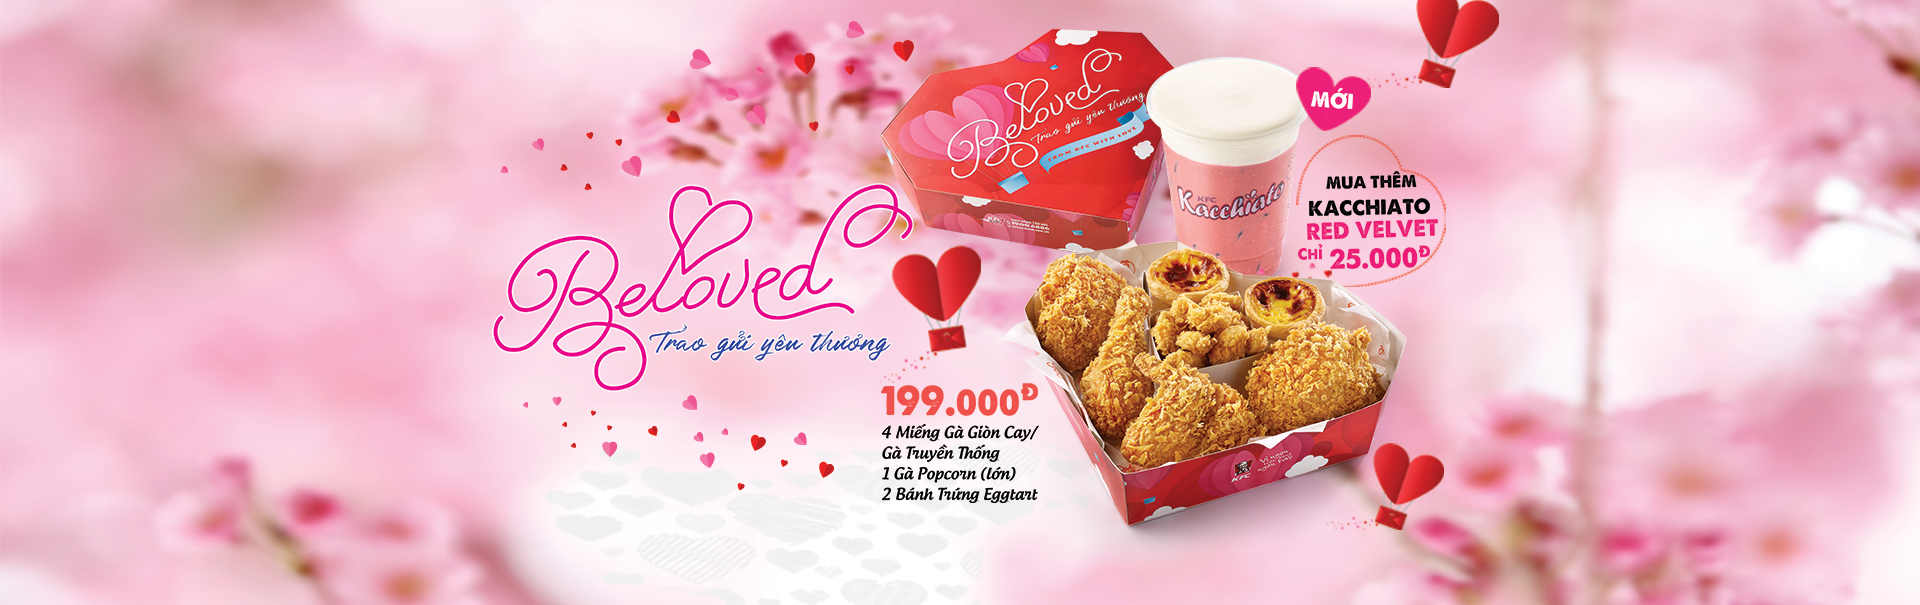 Beloved
Trao gửi yêu thương
199.000Đ
4 Miếng Gà Giòn Cay/
Gà Truyền Thống
1 Gà Popcorn (lớn)
2 Bánh Trứng Eggtart
Beloved
Trao gửi yêu thương
FROM KFC WITH LOVE
KFC
19006886
KFC
Kacchiato
MỚI
MUA THÊM
KACCHIATO
RED VELVET
CHỈ 25.000Đ
KFC